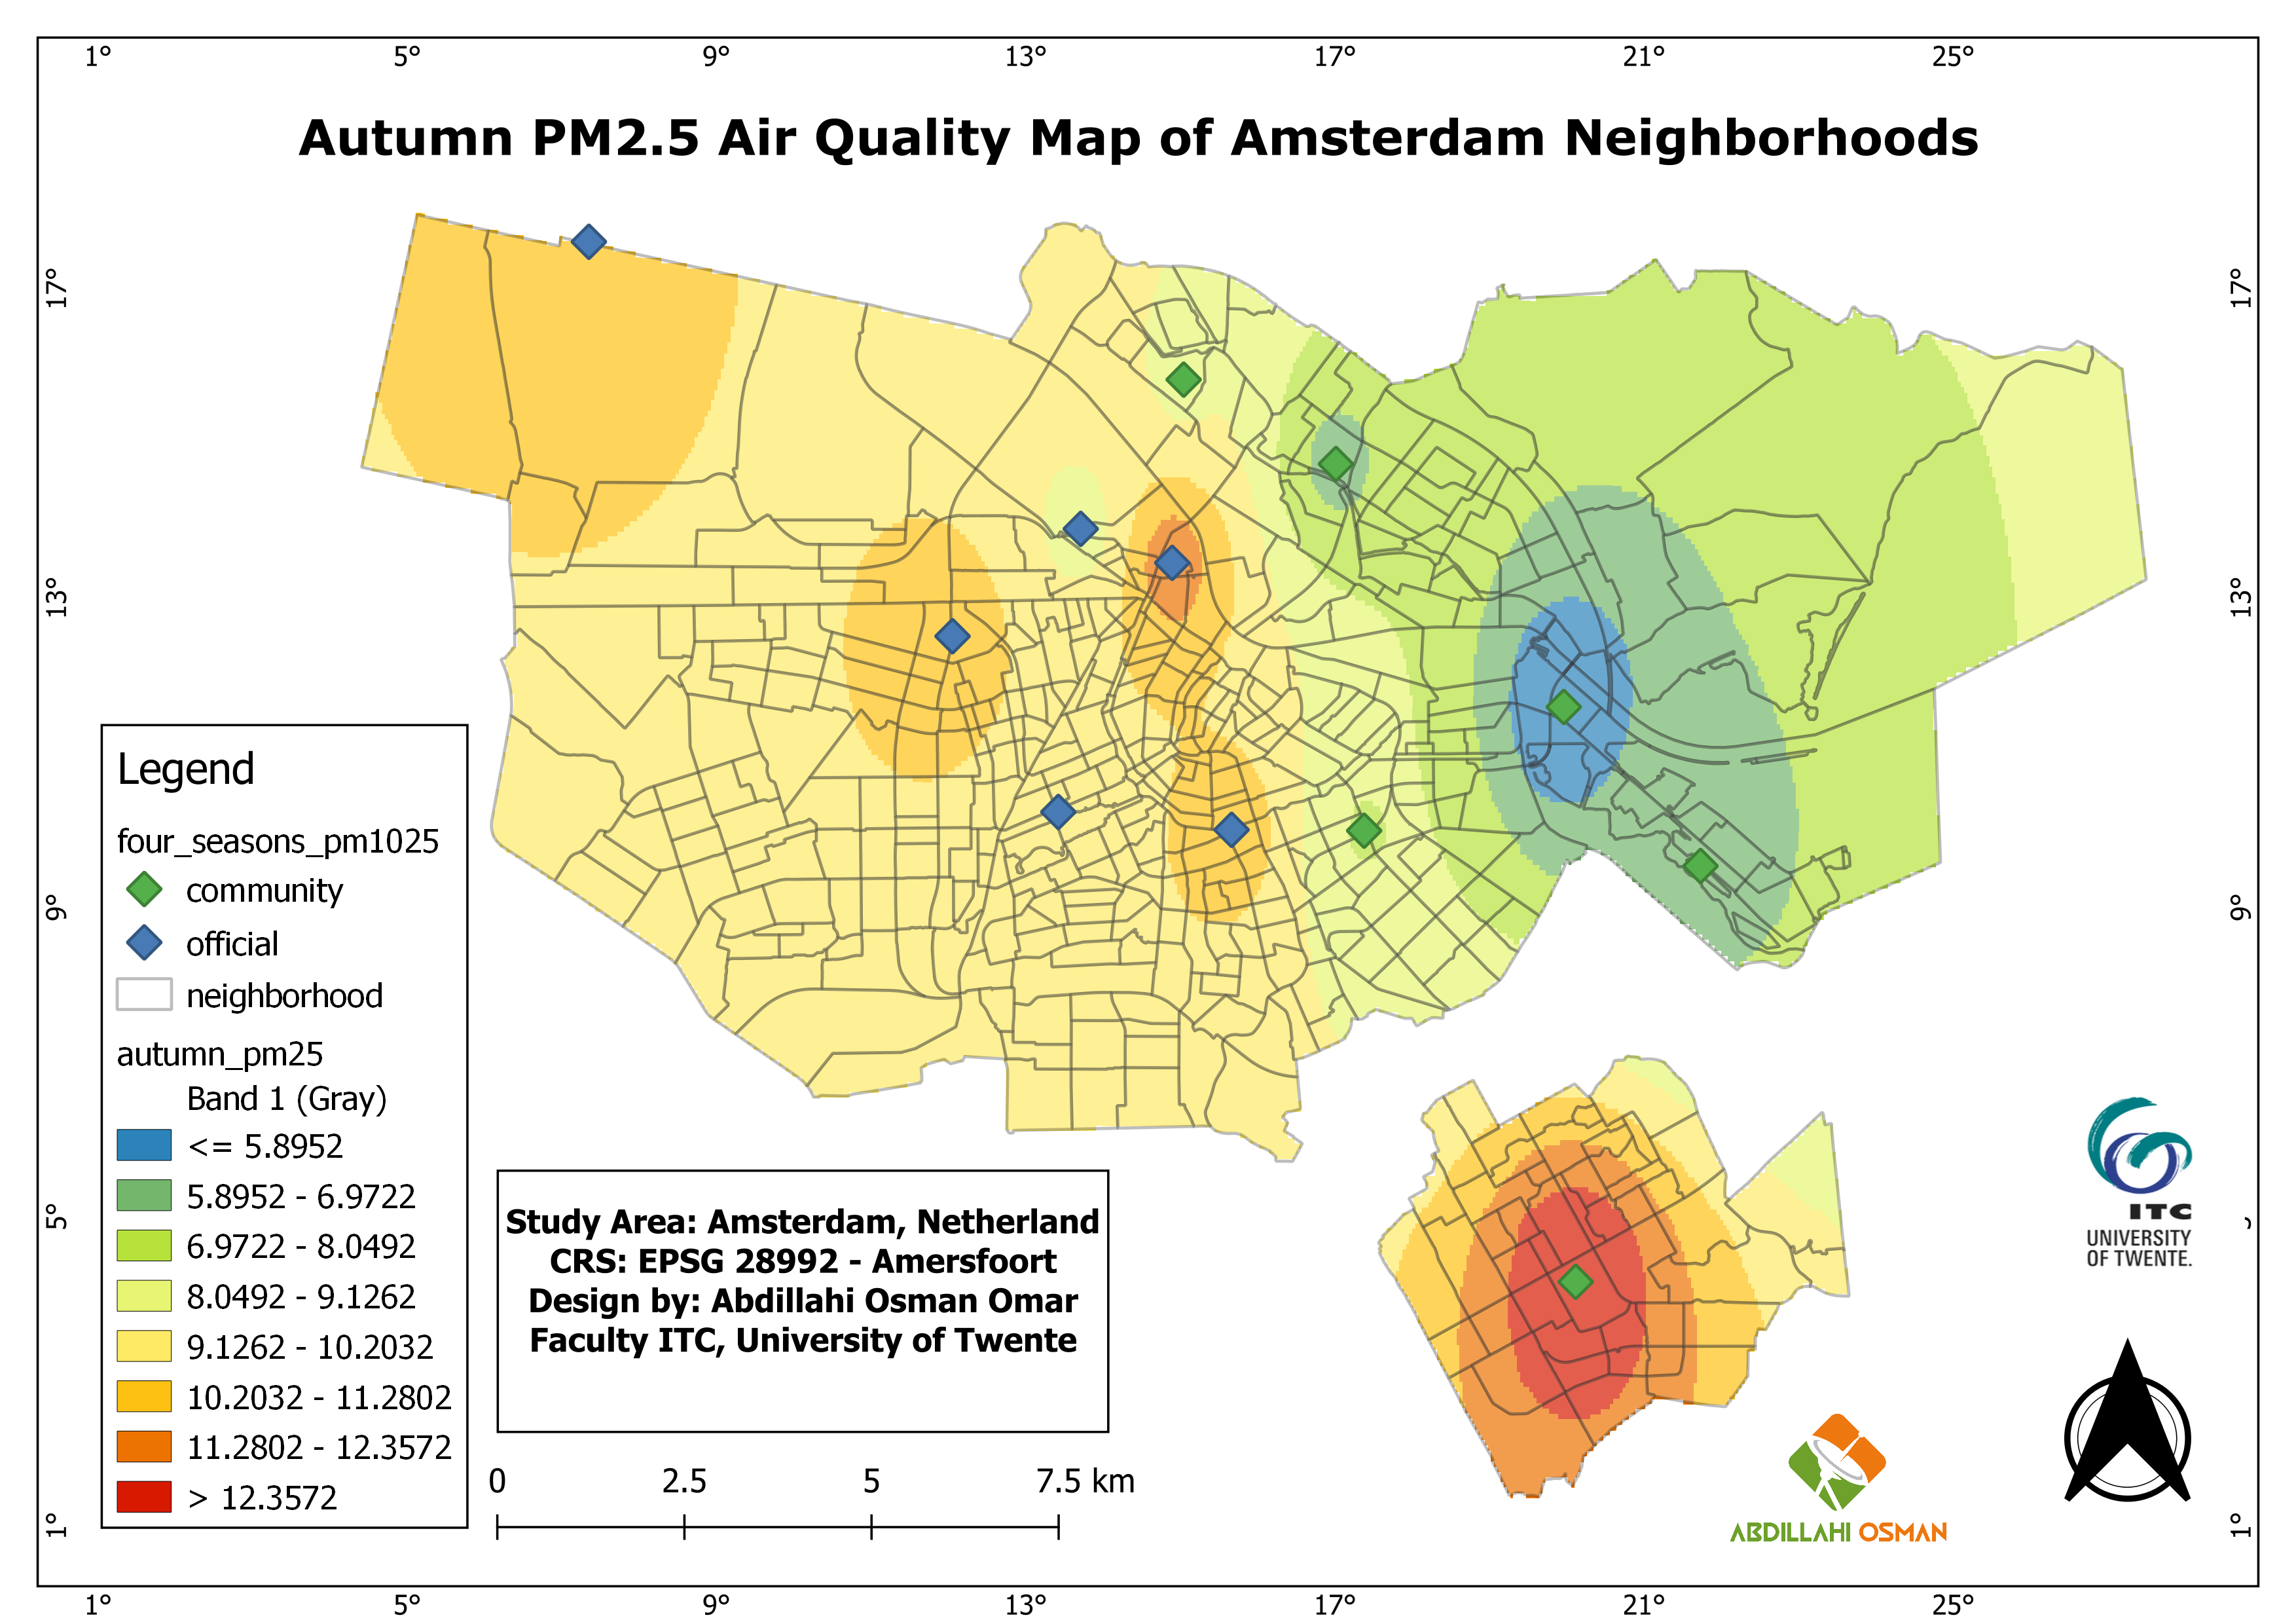 1° 5° 9° 13° 17° 21° 25°
Autumn PM2.5 Air Quality Map of Amsterdam Neighborhoods
17° 17°
13° 13°
9° 9°
5°
1° 1°
Legend
four_seasons_pm1025
community
official
neighborhood
autumn_pm25
Band 1 (Gray)
<= 5.8952
5.8952 - 6.9722
6.9722 - 8.0492
8.0492 - 9.1262
9.1262 - 10.2032
10.2032 - 11.2802
11.2802 - 12.3572
> 12.3572
Study Area: Amsterdam, Netherland
CRS: EPSG 28992 - Amersfoort
Design by: Abdillahi Osman Omar
Faculty ITC, University of Twente
0 2.5 5 7.5 km
ITC
UNIVERSITY
OF TWENTE.
ABDILLAHI OSMAN
1° 5° 9° 13° 17° 21° 25°